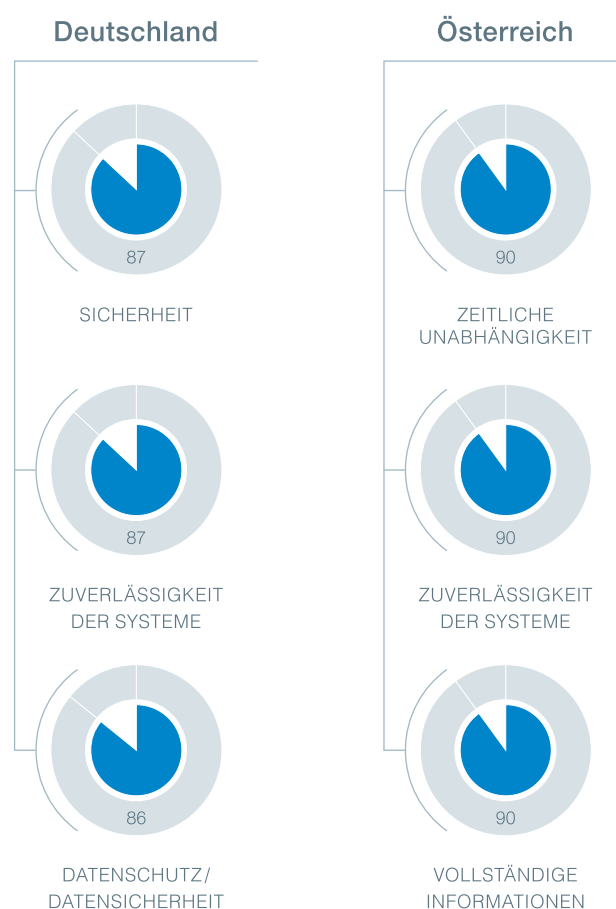 Deutschland
87
SICHERHEIT
87
ZUVERLÄSSIGKEIT
DER SYSTEME
86
DATENSCHUTZ/
DATENSICHERHEIT
Österreich
90
ZEITLICHE
UNABHÄNGIGKEIT
90
ZUVERLÄSSIGKEIT
DER SYSTEME
90
VOLLSTÄNDIGE
INFORMATIONEN